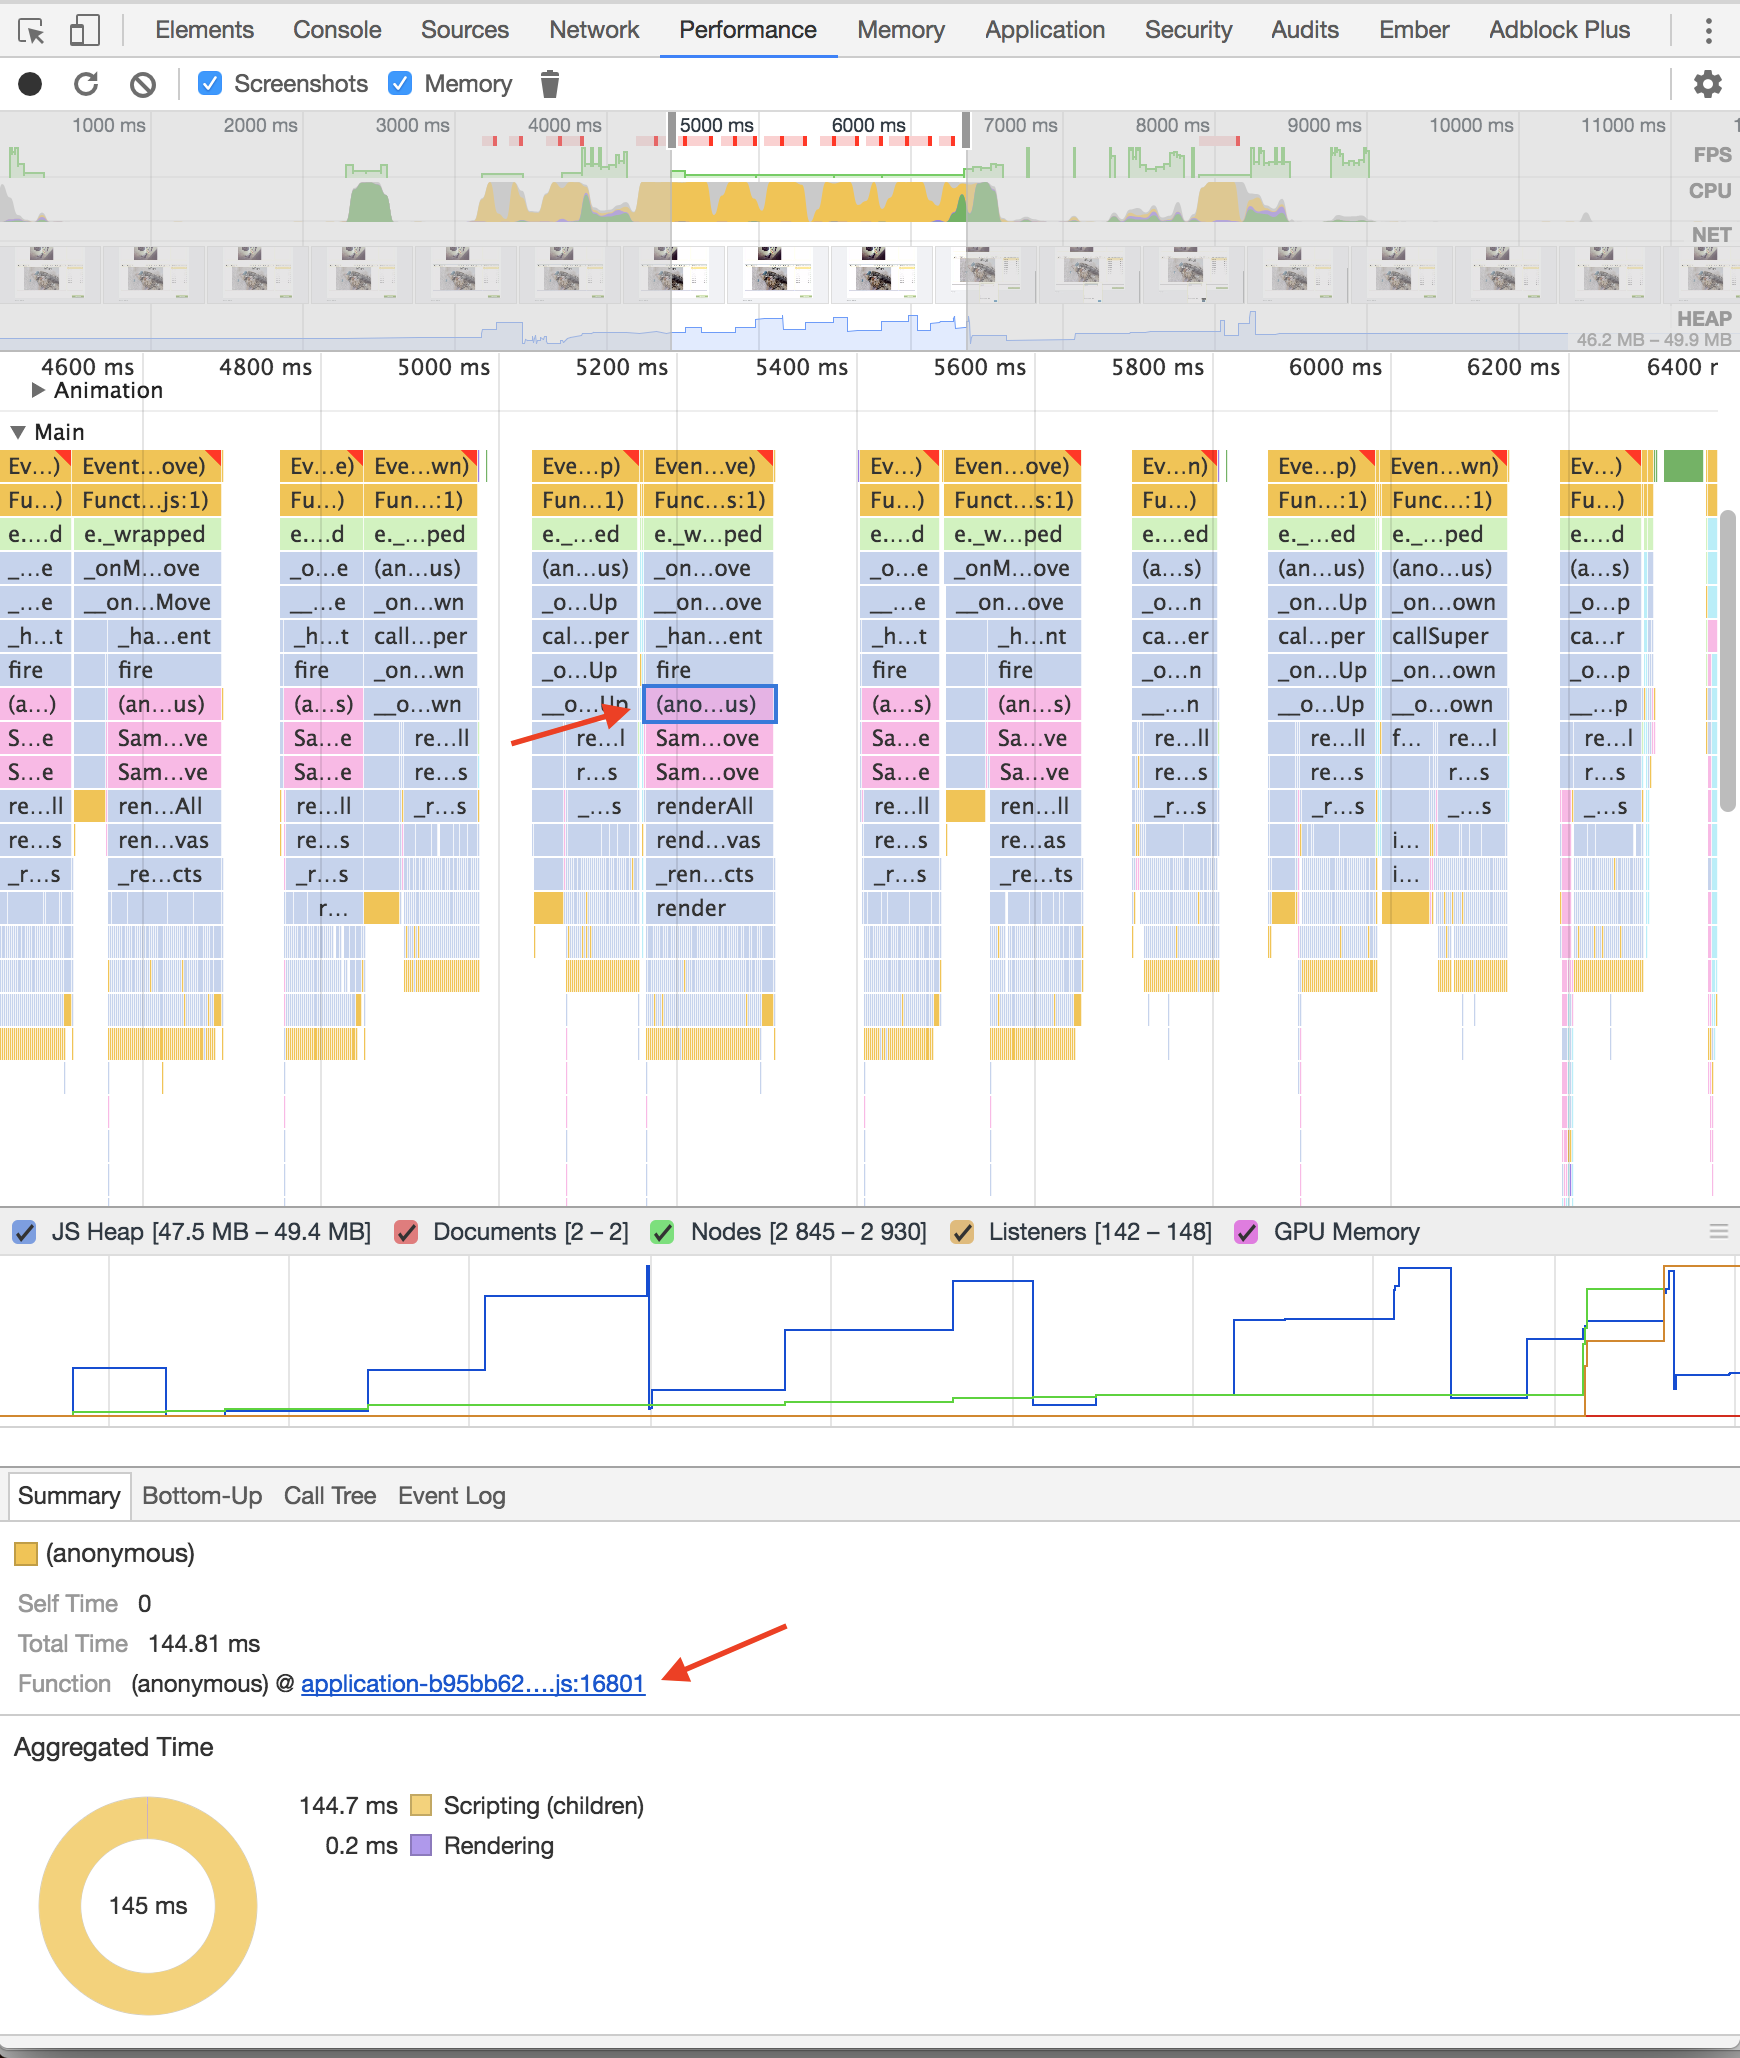 Elements Console Sources Network Performance Memory Application Security Audits Ember Adblock Plus
Screenshots Memory
1000 ms 2000 ms 3000 ms 4000 ms 5000 ms 6000 ms 7000 ms 8000 ms 9000 ms 10000 ms 11000 ms 1
FPS
CPU
NET
HEAP
46.2 MB – 49.9 MB
4600 ms 4800 ms 5000 ms 5200 ms 5400 ms 5600 ms 5800 ms 6000 ms 6200 ms 6400 r
Animation
Main
Ev…) Event…ove) Ev…e) Eve…wn) Eve…p) Even…ve) Ev…) Even…ove) Ev…n) Eve…p) Even…wn) Ev…)
Fu…) Funct…js:1) Fu…) Fun…:1) Fun…1) Func…s:1) Fu…) Funct…s:1) Fu…) Fun…:1) Func…:1) Fu…)
e.…d e._wrapped e.…d e._…ped e._…ed e._w…ped e.…d e._w…ped e.…ed e._…ed e._…ped e.…d
_…e _onM…ove _o…e (an…us) (an…us) _on…ove _o…e _onM…ove (a…s) (an…us) (ano…us) (a…s)
_…e __on…Move __…e _on…wn _o…Up __on…ove __…e __on…ove _o…n _on…Up _on…own _o…p
_h…t _ha…ent _h…t call…per cal…per _han…ent _h…t _h…nt ca…er cal…per callSuper ca…r
fire fire fire _on…wn _o…Up fire fire fire _o…n _on…Up _on…own _o…p
(a…) (an…us) (a…s) __o…wn __o…Up (ano…us) (a…s) (an…s) __…n __o…Up __o…own __…p
S…e Sam…ve Sa…e re…ll re…l Sam…ove Sa…e Sa…ve re…ll re…ll f… re…l re…l
S…e Sam…ve Sa…e re…s r…s Sam…ove Sa…e Sa…ve re…s re…s r…s r…s
re…ll ren…All re…ll _r…s _…s renderAll re…ll ren…ll _r…s _r…s _…s _…s
re…s ren…vas re…s rend…vas re…s re…as i…
_r…s _re…cts _r…s _ren…cts _r…s _re…ts i…
r… render
JS Heap [47.5 MB – 49.4 MB] Documents [2 – 2] Nodes [2 845 – 2 930] Listeners [142 – 148] GPU Memory
Summary Bottom-Up Call Tree Event Log
(anonymous)
Self Time 0
Total Time 144.81 ms
Function (anonymous) @ application-b95bb62….js:16801
Aggregated Time
144.7 ms Scripting (children)
0.2 ms Rendering
145 ms